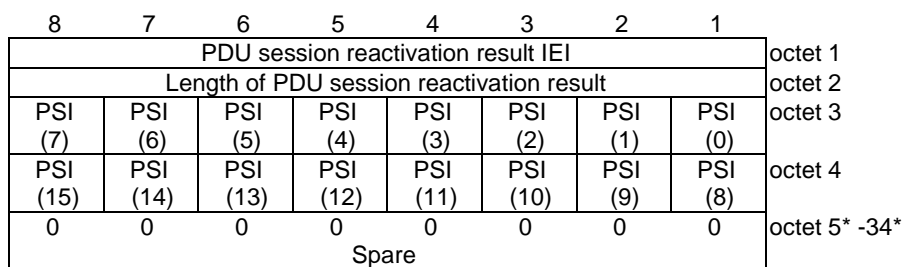 8 7 6 5 4 3 2 1
PDU session reactivation result IEI octet 1
Length of PDU session reactivation result octet 2
PSI PSI PSI PSI PSI PSI PSI PSI octet 3
(7) (6) (5) (4) (3) (2) (1) (0)
PSI PSI PSI PSI PSI PSI PSI PSI octet 4
(15) (14) (13) (12) (11) (10) (9) (8)
0 0 0 0 0 0 0 0 octet 5* -34*
Spare